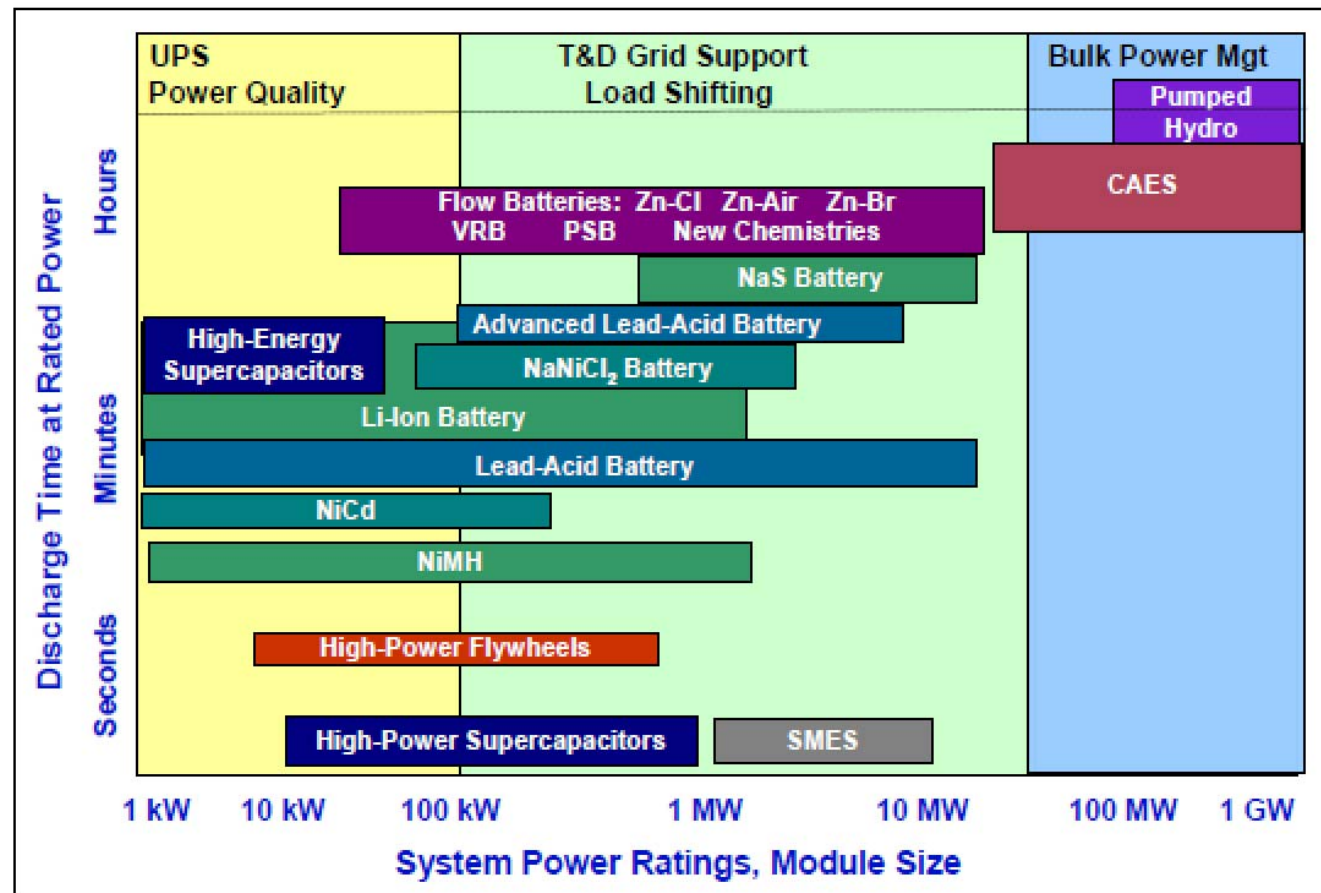 UPS
Power Quality
T&D Grid Support
Load Shifting
Bulk Power Mgt
Pumped
Hydro
CAES
Flow Batteries: Zn-Cl Zn-Air Zn-Br
VRB PSB New Chemistries
NaS Battery
Advanced Lead-Acid Battery
High-Energy
Supercapacitors
NaNiCl₂ Battery
Li-Ion Battery
Lead-Acid Battery
NiCd
NiMH
High-Power Flywheels
High-Power Supercapacitors
SMES
Discharge Time at Rated Power
Hours
Minutes
Seconds
1 kW 10 kW 100 kW 1 MW 10 MW 100 MW 1 GW
System Power Ratings, Module Size